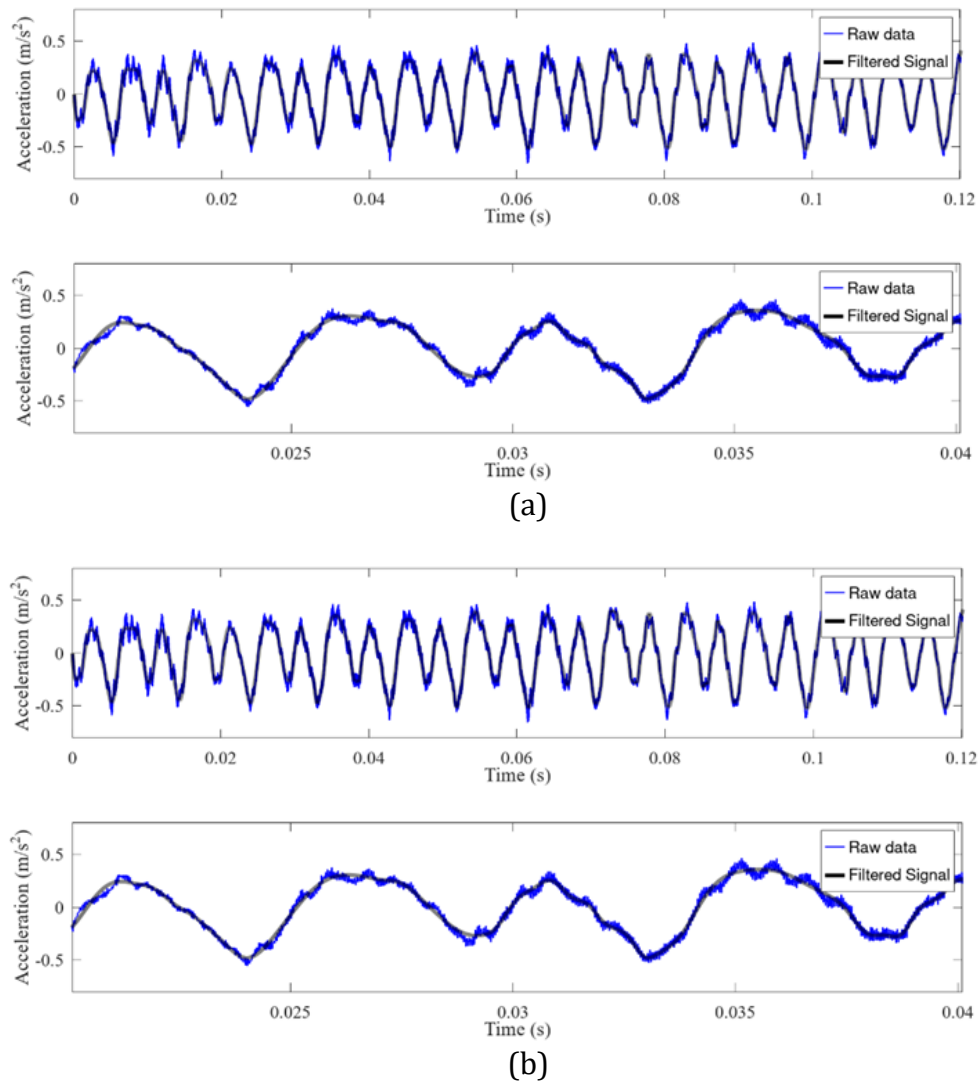 Acceleration (m/s²)
0.5
0
-0.5
Raw data
Filtered Signal
0 0.02 0.04 0.06 0.08 0.1 0.12
Time (s)
Acceleration (m/s²)
0.5
0
-0.5
Raw data
Filtered Signal
0.025 0.03 0.035 0.04
Time (s)
(a)
Acceleration (m/s²)
0.5
0
-0.5
Raw data
Filtered Signal
0 0.02 0.04 0.06 0.08 0.1 0.12
Time (s)
Acceleration (m/s²)
0.5
0
-0.5
Raw data
Filtered Signal
0.025 0.03 0.035 0.04
Time (s)
(b)